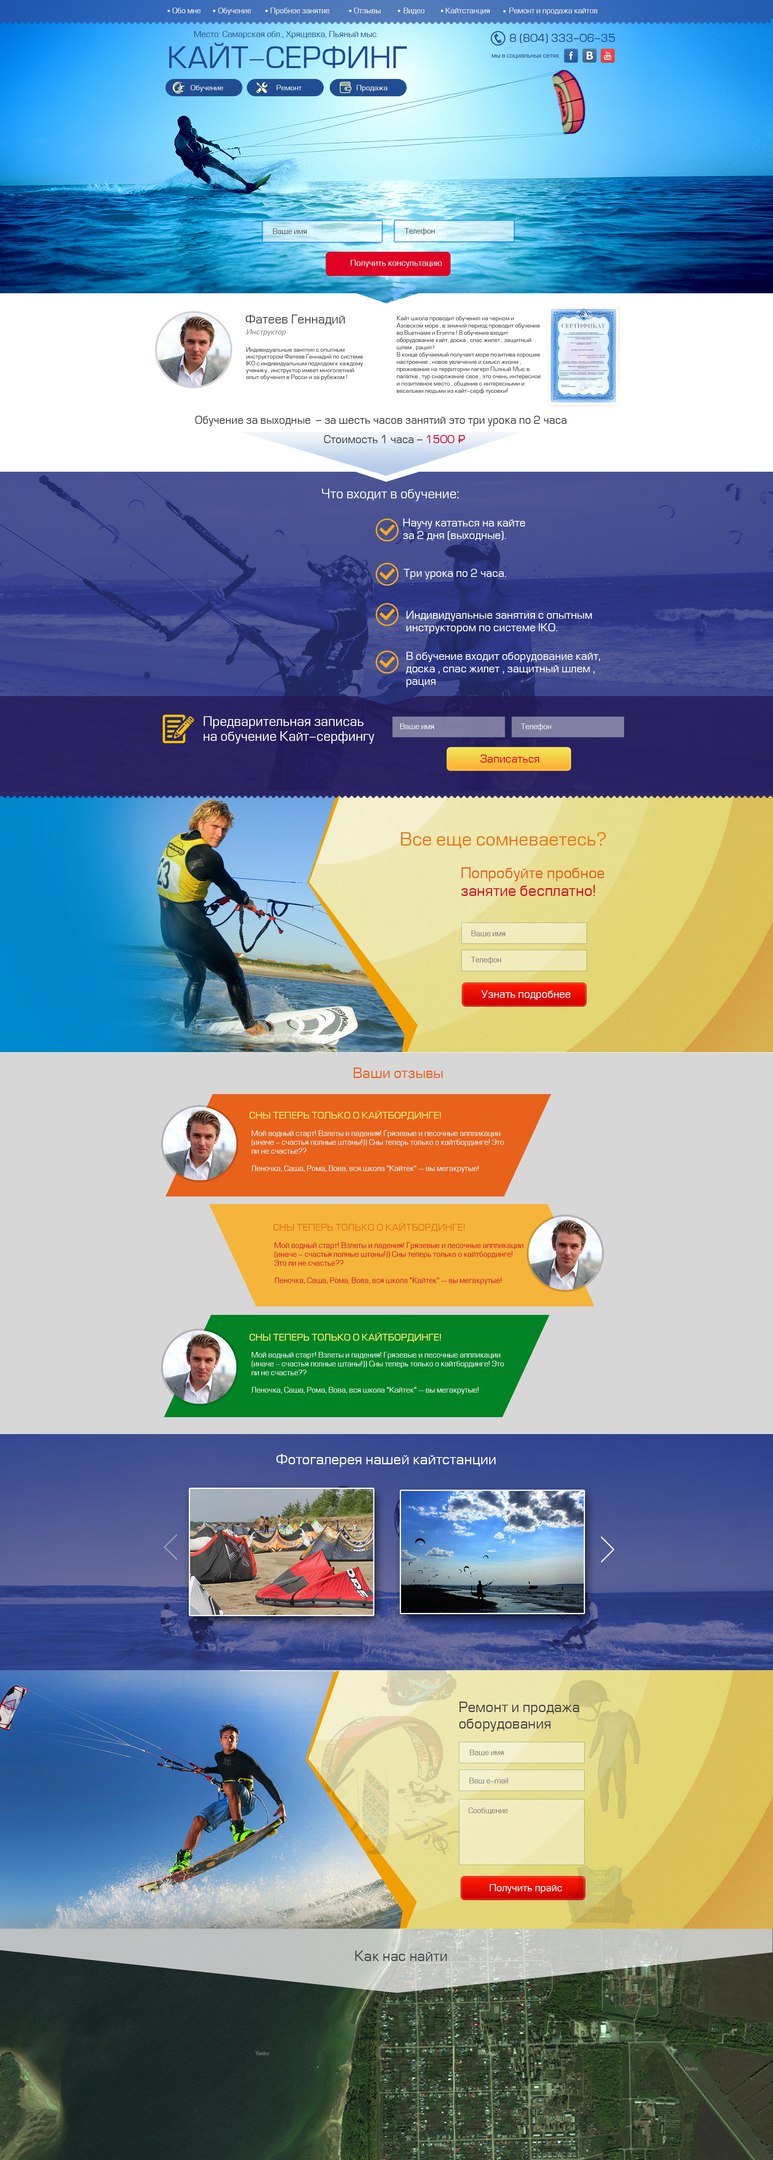 • Обо мне • Обучение • Пробное занятие • Отзывы • Видео • Кайтстанция • Ремонт и продажа кайтов
Место: Самарская обл., Хрящевка, Пьяный мыс.
КАЙТ-СЕРФИНГ
8 (804) 333-06-35
мы в социальных сетях
f B You
Обучение Ремонт Продажа
Ваше имя Телефон
Получить консультацию
Фатеев Геннадий
Инструктор
Индивидуальные занятия с опытным
инструктором Фатеев Геннадий по системе
IKO с индивидуальным подходом к каждому
ученику , инструктор имеет многолетний
опыт обучения в Росси и за рубежом !
Кайт школа проводит обучения на черном и
Азовском море , в зимний период проводит обучение
во Вьетнаме и Египте ! В обучение входит
оборудование кайт, доска , спас жилет , защитный
шлем , рация !
В конце обучаемый получает море позитива хорошее
настроения , новое увлечение и смысл жизни ,
проживание на территории лагеря Пьяный Мыс в
палатке , тур снаряжение свое , это очень интересное
и позитивное место , общение с интересными и
веселыми людьми из кайт-серф тусовки!
СЕРТИФИКАТ
Обучение за выходные - за шесть часов занятий это три урока по 2 часа
Стоимость 1 часа - 1500 ₽
Что входит в обучение:
Научу кататься на кайте
за 2 дня (выходные).
Три урока по 2 часа.
Индивидуальные занятия с опытным
инструктором по системе IKO.
В обучение входит оборудование кайт,
доска , спас жилет , защитный шлем ,
рация
Предварительная записаь
на обучение Кайт-серфингу
Ваше имя Телефон
Записаться
Все еще сомневаетесь?
Попробуйте пробное
занятие бесплатно!
Ваше имя
Телефон
Узнать подробнее
23
Ваши отзывы
СНЫ ТЕПЕРЬ ТОЛЬКО О КАЙТБОРДИНГЕ!
Мой водный старт! Взлеты и падения! Грязевые и песочные аппликации
(иначе - счастья полные штаны!)) Сны теперь только о кайтбординге! Это
ли не счастье??
Леночка, Саша, Рома, Вова, вся школа "Кайтек" — вы мегакрутые!
СНЫ ТЕПЕРЬ ТОЛЬКО О КАЙТБОРДИНГЕ!
Мой водный старт! Взлеты и падения! Грязевые и песочные аппликации
(иначе - счастья полные штаны!)) Сны теперь только о кайтбординге!
Это ли не счастье??
Леночка, Саша, Рома, Вова, вся школа "Кайтек" — вы мегакрутые!
СНЫ ТЕПЕРЬ ТОЛЬКО О КАЙТБОРДИНГЕ!
Мой водный старт! Взлеты и падения! Грязевые и песочные аппликации
(иначе - счастья полные штаны!)) Сны теперь только о кайтбординге! Это
ли не счастье??
Леночка, Саша, Рома, Вова, вся школа "Кайтек" — вы мегакрутые!
Фотогалерея нашей кайтстанции
Ремонт и продажа
оборудования
Ваше имя
Ваш e-mail
Сообщение
Получить прайс
Как нас найти
Yandex
Yandex